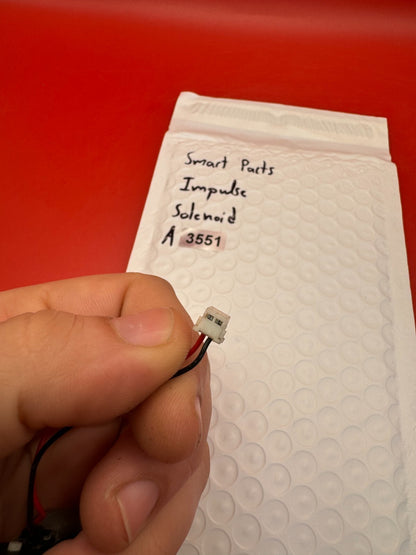 Smart Parts
Impulse
Solenoid
A 3551